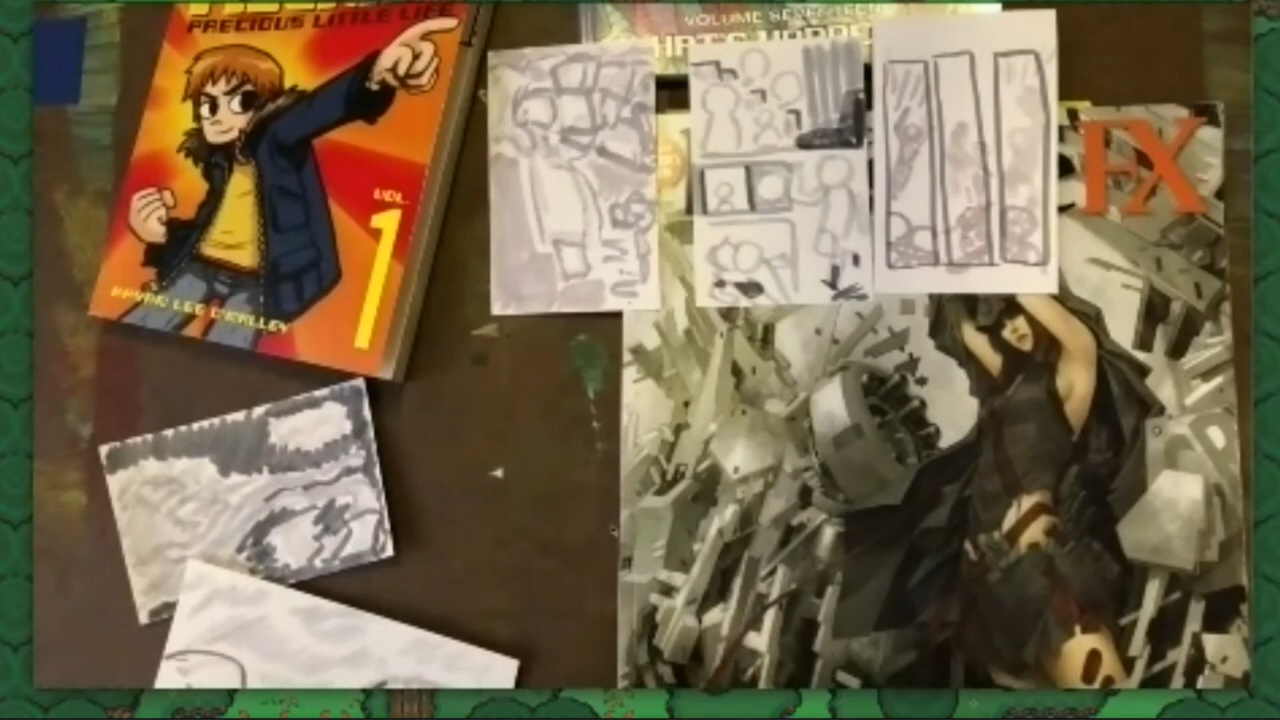 PRECIOUS LITTLE LIFE
VOL.
1
BRYAN LEE O'MALLEY
VOLUME SEVENTEEN
FX